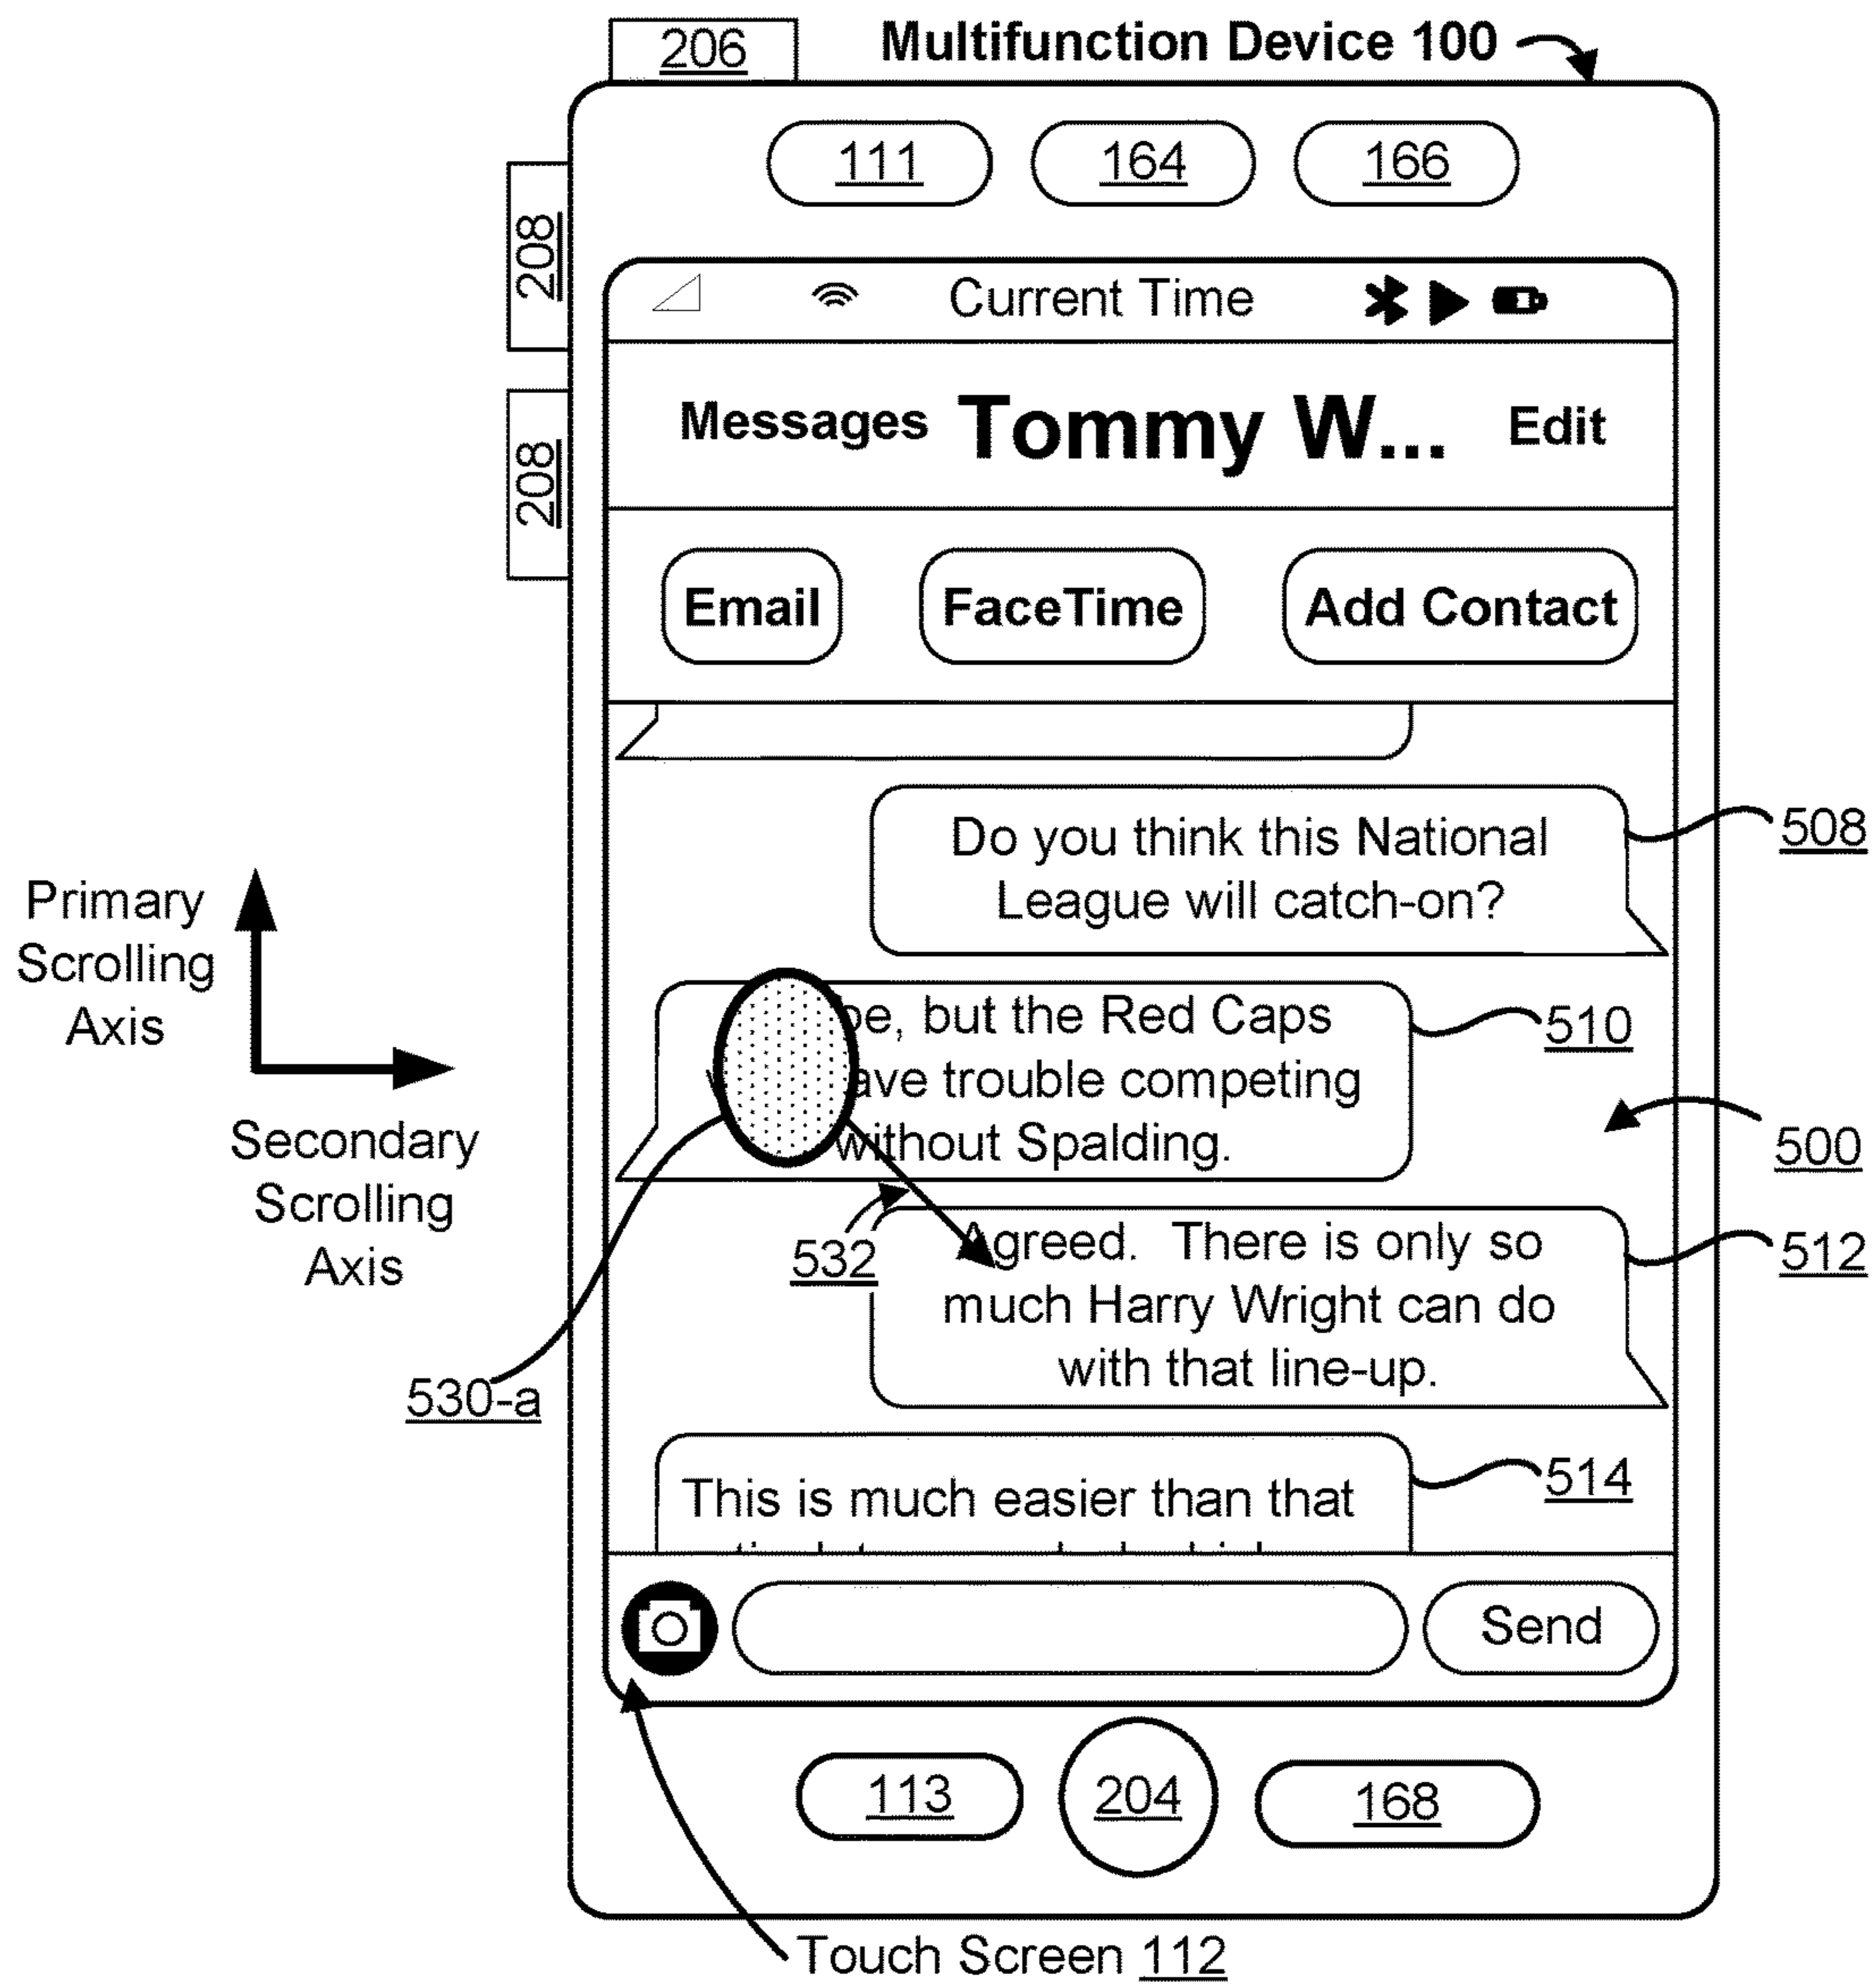 206
Multifunction Device 100
111
164
166
208
208
Current Time
Messages
Tommy W...
Edit
Email
FaceTime
Add Contact
Do you think this National
League will catch-on?
508
Primary
Scrolling
Axis
Secondary
Scrolling
Axis
but the Red Caps
trouble competing
without Spalding.
510
500
532
530-a
Agreed. There is only so
much Harry Wright can do
with that line-up.
512
This is much easier than that
514
Send
113
204
168
Touch Screen 112